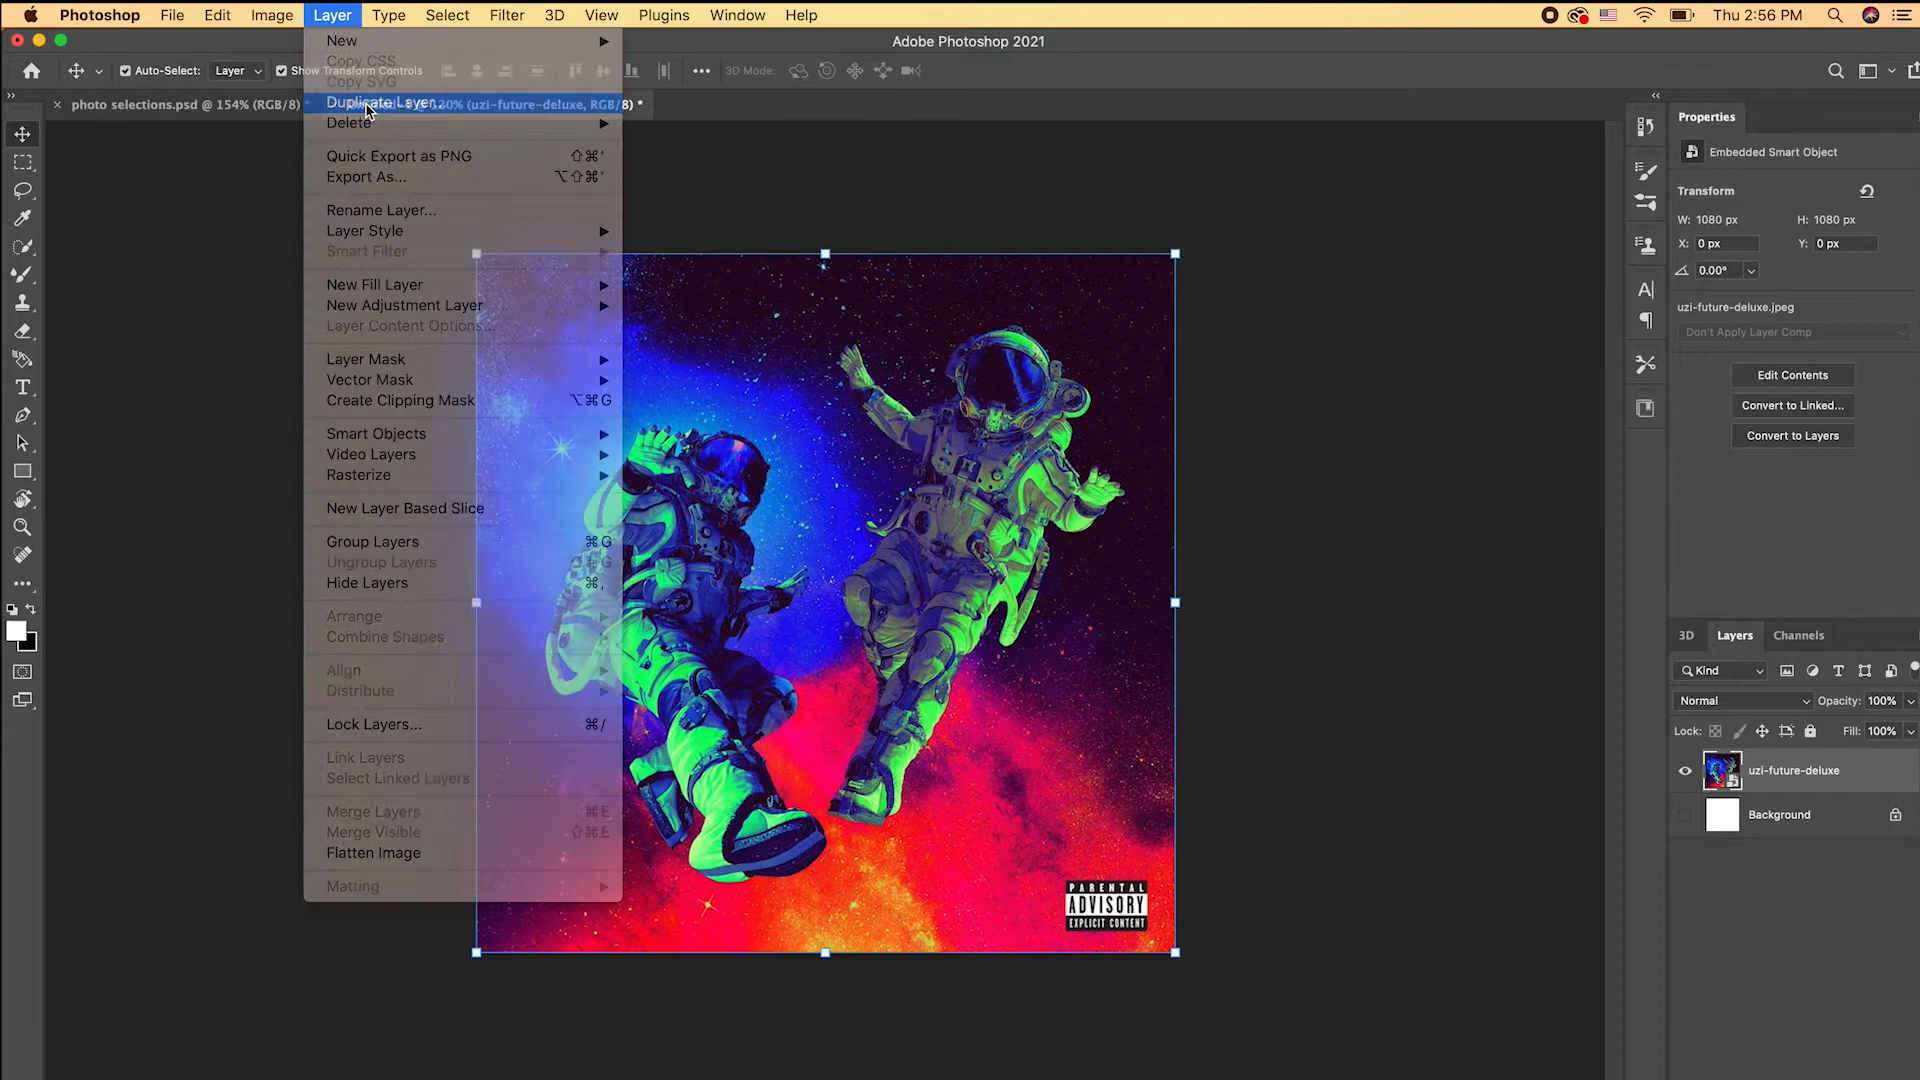 Photoshop File Edit Image Layer Type Select Filter 3D View Plugins Window Help Thu 2:56 PM
Adobe Photoshop 2021
Auto-Select: Layer Show Transform Controls 3D Mode:
photo selections.psd @ 154% (RGB/8) * (uzi-future-deluxe, RGB/8) *
New
Copy CSS
Copy SVG
Duplicate Layer...
Delete
Quick Export as PNG ⇧⌘'
Export As... ⌥⇧⌘'
Rename Layer...
Layer Style
Smart Filter
New Fill Layer
New Adjustment Layer
Layer Content Options...
Layer Mask
Vector Mask
Create Clipping Mask ⌥⌘G
Smart Objects
Video Layers
Rasterize
New Layer Based Slice
Group Layers ⌘G
Ungroup Layers ⇧⌘G
Hide Layers ⌘,
Arrange
Combine Shapes
Align
Distribute
Lock Layers... ⌘/
Link Layers
Select Linked Layers
Merge Layers ⌘E
Merge Visible ⇧⌘E
Flatten Image
Matting
PARENTAL
ADVISORY
EXPLICIT CONTENT
Properties
Embedded Smart Object
Transform
W: 1080 px H: 1080 px
X: 0 px Y: 0 px
0.00°
uzi-future-deluxe.jpeg
Don't Apply Layer Comp
Edit Contents
Convert to Linked...
Convert to Layers
3D Layers Channels
Kind
Normal Opacity: 100%
Lock: Fill: 100%
uzi-future-deluxe
Background